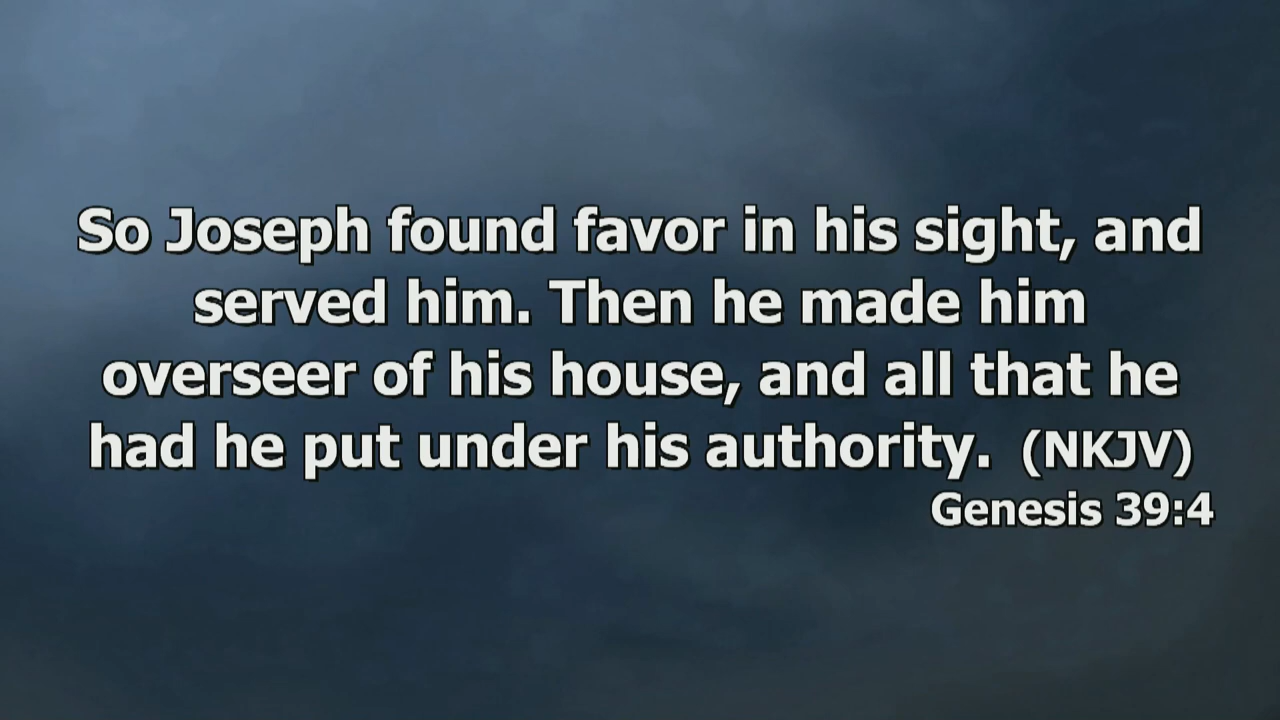 So Joseph found favor in his sight, and
served him. Then he made him
overseer of his house, and all that he
had he put under his authority. (NKJV)
Genesis 39:4